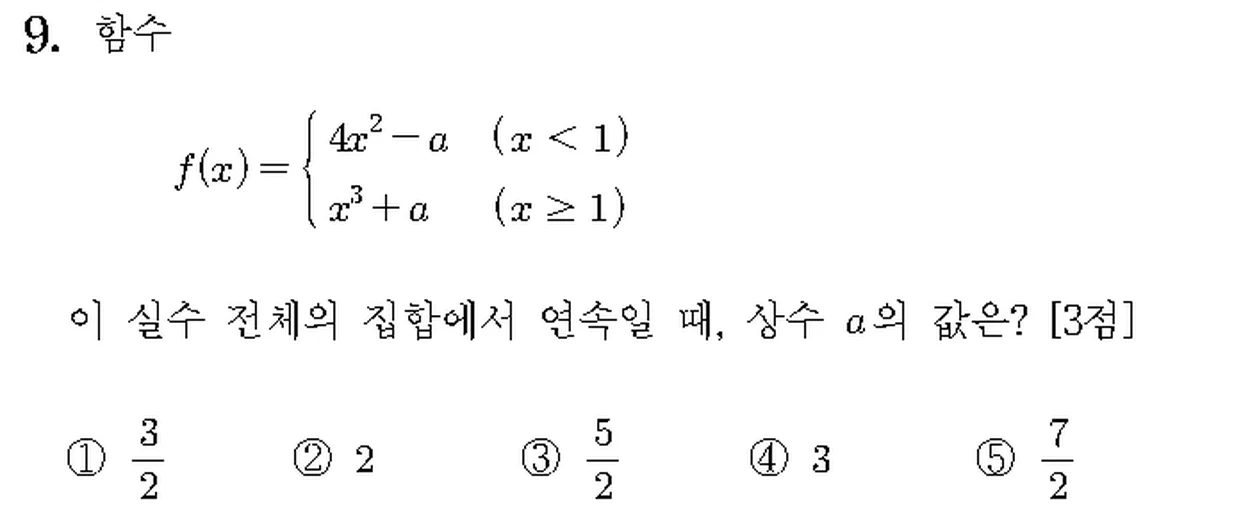 9. 함수
f(x) = { 4x² − a (x < 1)
x³ + a (x ≥ 1)
이 실수 전체의 집합에서 연속일 때, 상수 a의 값은? [3점]
① 3/2 ② 2 ③ 5/2 ④ 3 ⑤ 7/2